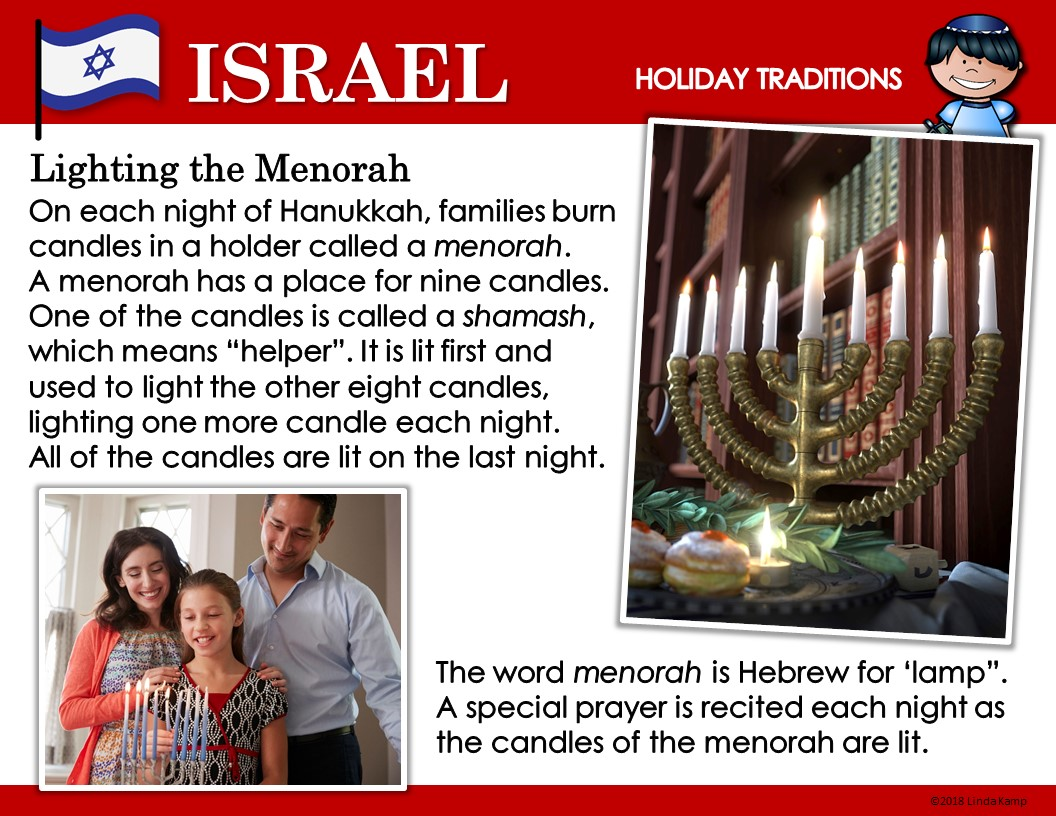 ISRAEL
HOLIDAY TRADITIONS
Lighting the Menorah
On each night of Hanukkah, families burn
candles in a holder called a menorah.
A menorah has a place for nine candles.
One of the candles is called a shamash,
which means “helper”. It is lit first and
used to light the other eight candles,
lighting one more candle each night.
All of the candles are lit on the last night.
The word menorah is Hebrew for ‘lamp”.
A special prayer is recited each night as
the candles of the menorah are lit.
©2018 Linda Kamp